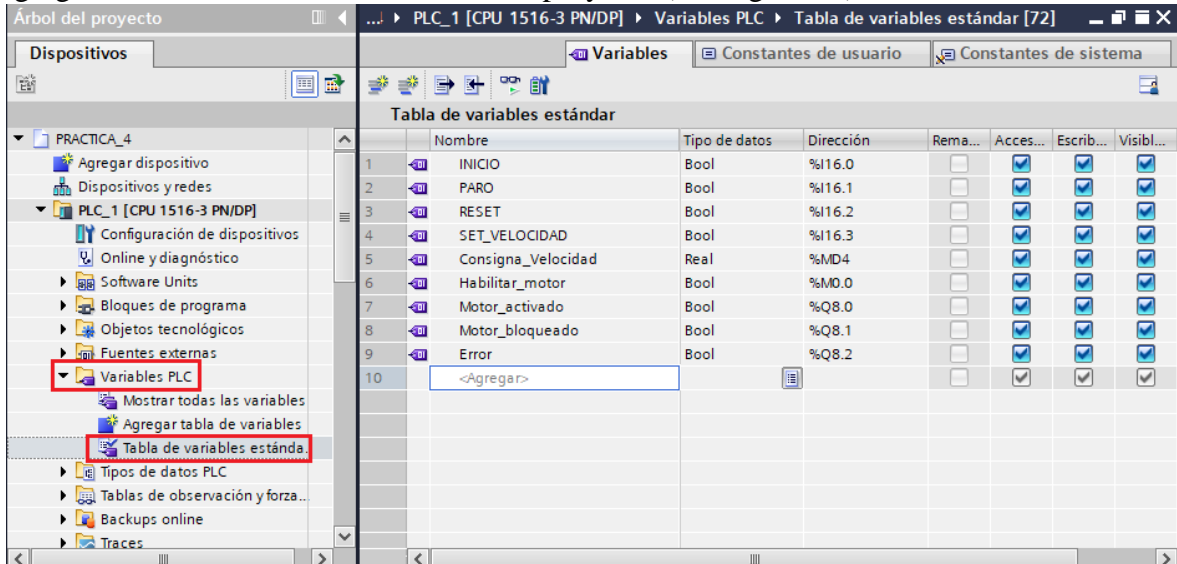 Árbol del proyecto
Dispositivos
PRACTICA_4
Agregar dispositivo
Dispositivos y redes
PLC_1 [CPU 1516-3 PN/DP]
Configuración de dispositivos
Online y diagnóstico
Software Units
Bloques de programa
Objetos tecnológicos
Fuentes externas
Variables PLC
Mostrar todas las variables
Agregar tabla de variables
Tabla de variables estánda..
Tipos de datos PLC
Tablas de observación y forza...
Backups online
Traces
...! ▸ PLC_1 [CPU 1516-3 PN/DP] ▸ Variables PLC ▸ Tabla de variables estándar [72]
Variables Constantes de usuario Constantes de sistema
Tabla de variables estándar
Nombre Tipo de datos Dirección Rema... Acces... Escrib... Visibl...
1 INICIO Bool %I16.0
2 PARO Bool %I16.1
3 RESET Bool %I16.2
4 SET_VELOCIDAD Bool %I16.3
5 Consigna_Velocidad Real %MD4
6 Habilitar_motor Bool %M0.0
7 Motor_activado Bool %Q8.0
8 Motor_bloqueado Bool %Q8.1
9 Error Bool %Q8.2
10 <Agregar>